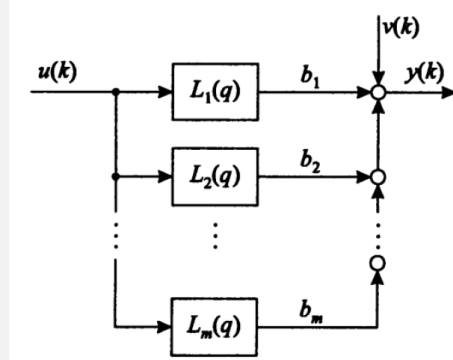 v(k)
u(k) L₁(q) b₁ y(k)
L₂(q) b₂
Lₘ(q) bₘ